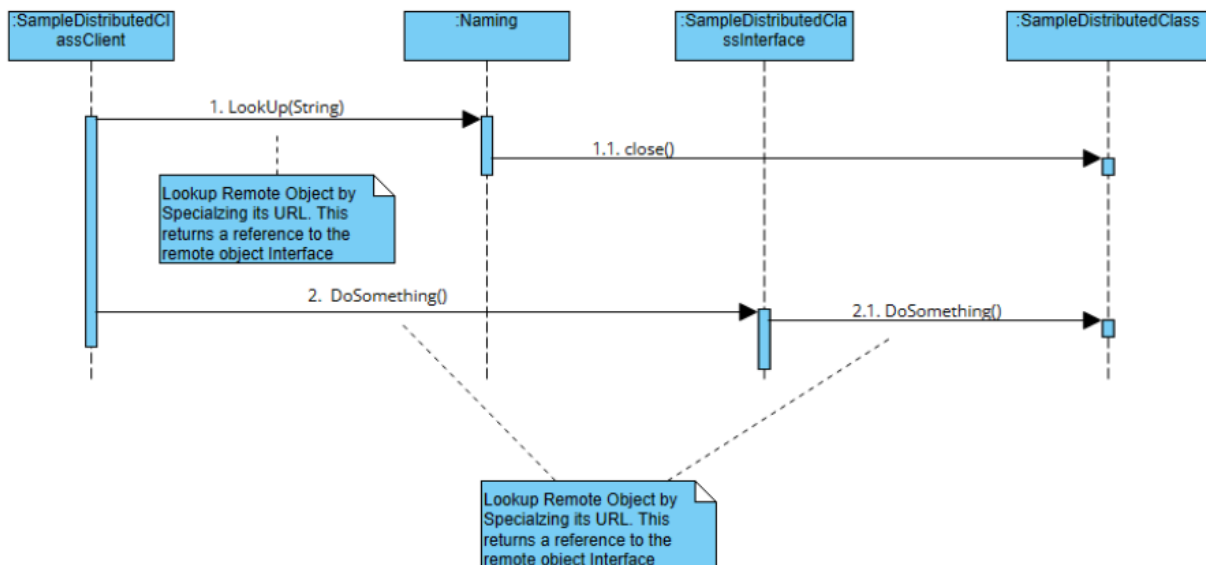 :SampleDistributedCl
assClient
:Naming
:SampleDistributedCla
ssInterface
:SampleDistributedClass
1. LookUp(String)
1.1. close()
Lookup Remote Object by
Specialzing its URL. This
returns a reference to the
remote object Interface
2. DoSomething()
2.1. DoSomething()
Lookup Remote Object by
Specialzing its URL. This
returns a reference to the
remote object Interface